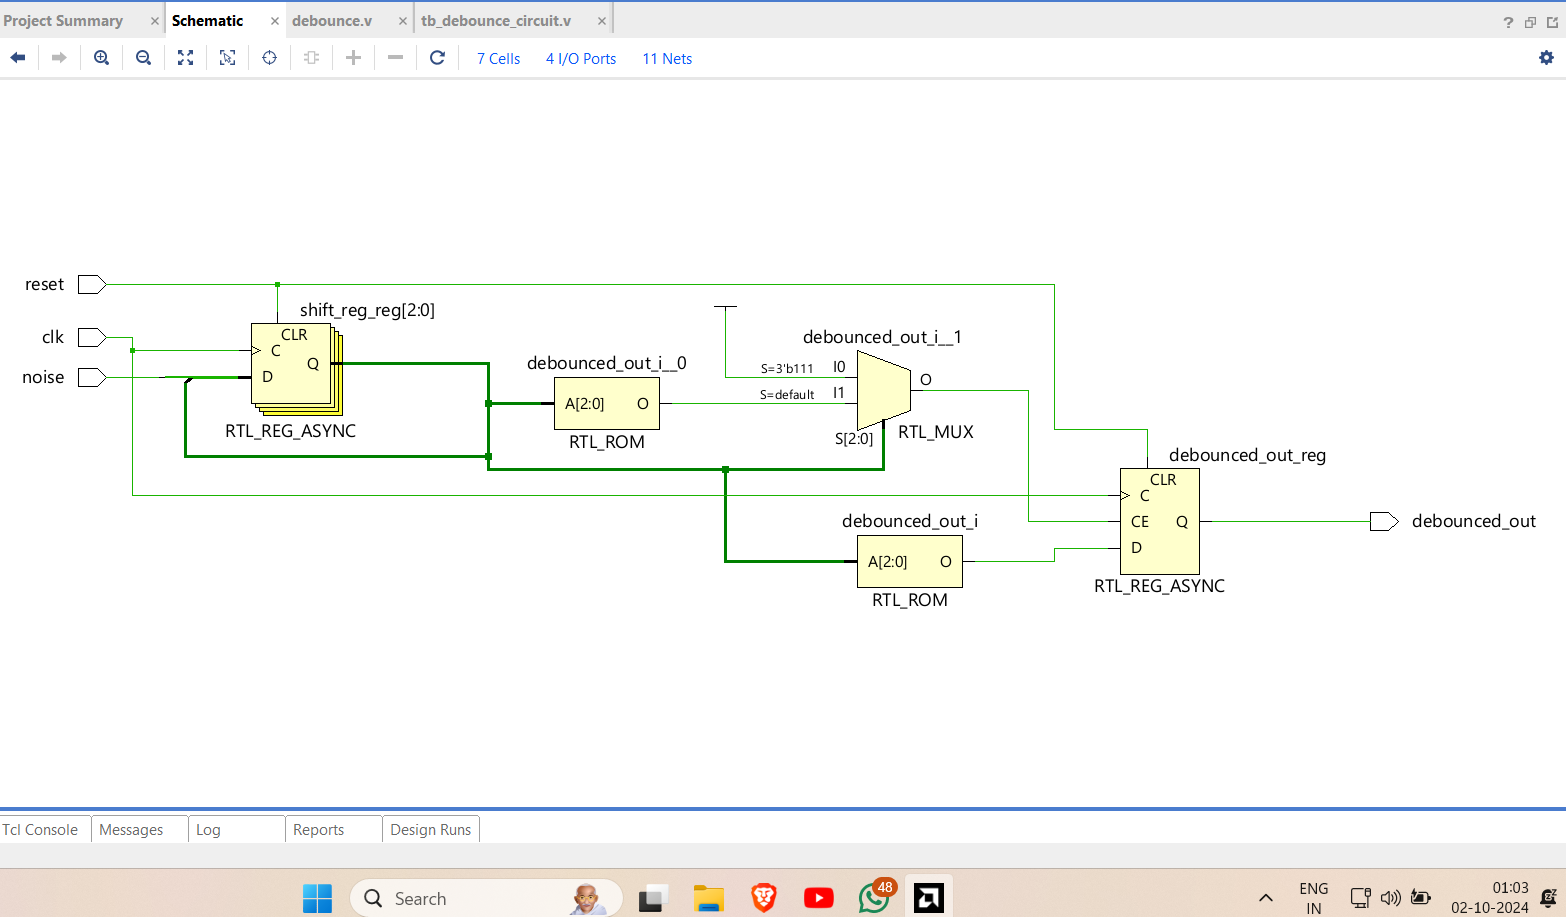 Project Summary × Schematic × debounce.v × tb_debounce_circuit.v × ?
7 Cells 4 I/O Ports 11 Nets
reset
shift_reg_reg[2:0]
CLR
clk
C
Q
noise
D
RTL_REG_ASYNC
debounced_out_i__0
A[2:0] O
RTL_ROM
debounced_out_i__1
S=3'b111 I0
O
S=default I1
S[2:0]
RTL_MUX
debounced_out_i
A[2:0] O
RTL_ROM
debounced_out_reg
CLR
C
CE Q
D
RTL_REG_ASYNC
debounced_out
Tcl Console Messages Log Reports Design Runs
Search
48
ENG
IN
01:03
02-10-2024